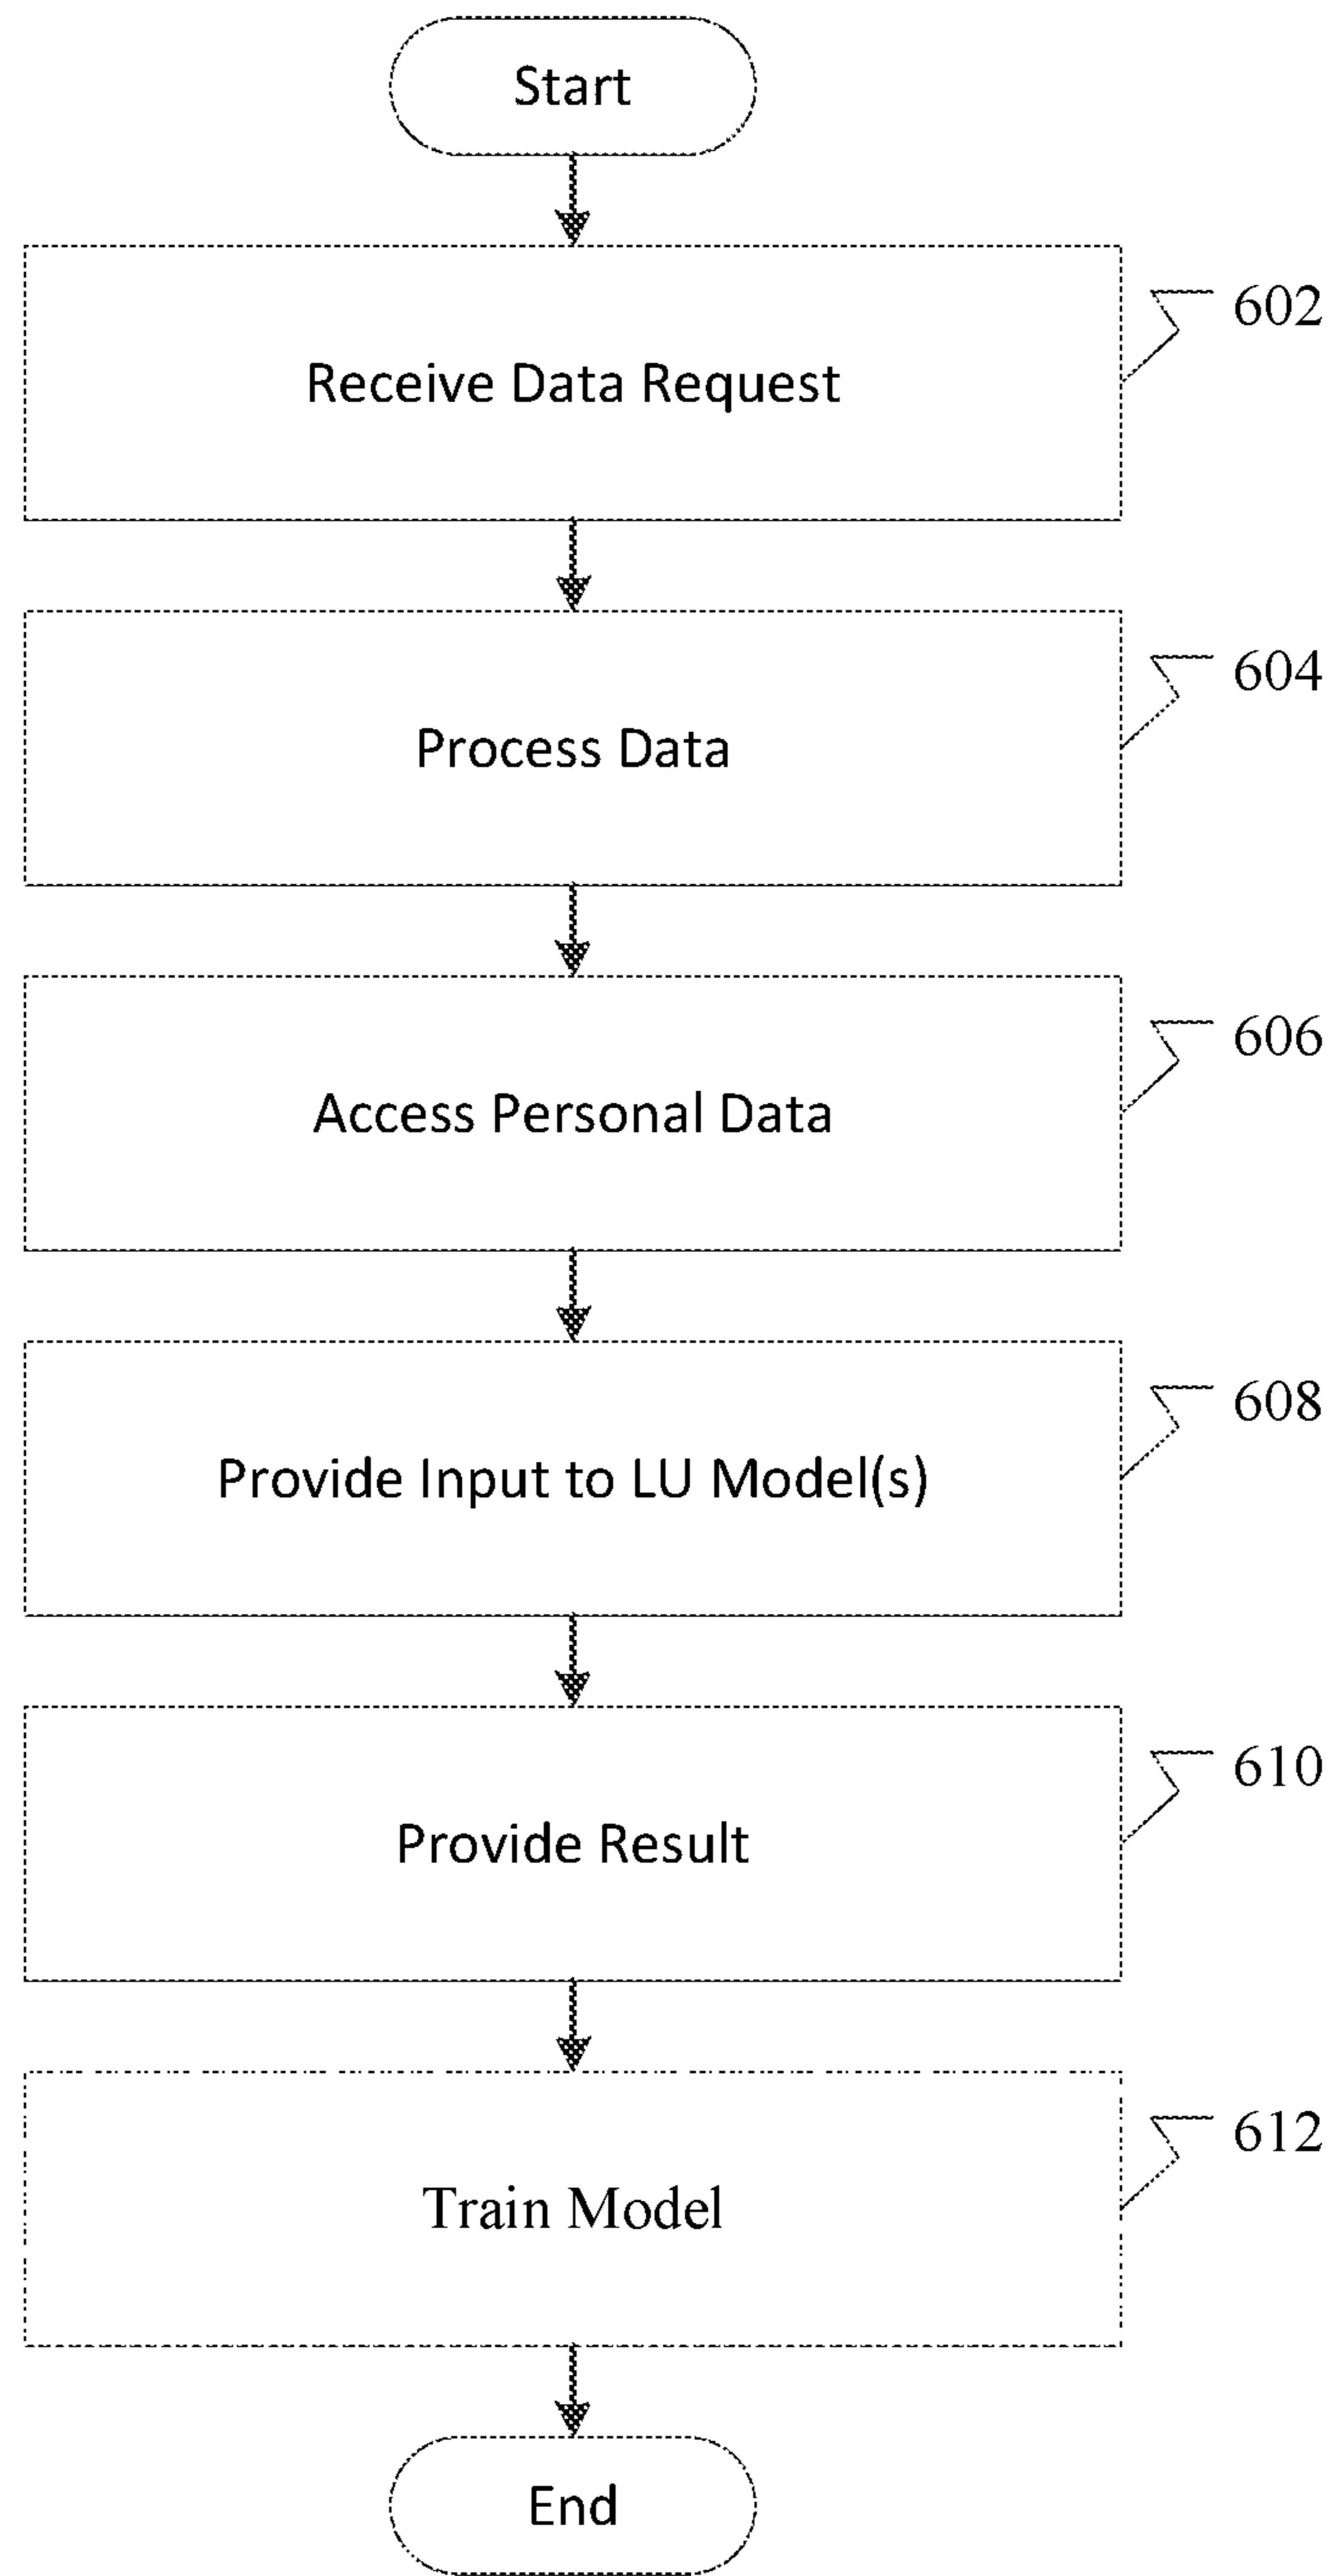 Start
Receive Data Request
602
Process Data
604
Access Personal Data
606
Provide Input to LU Model(s)
608
Provide Result
610
Train Model
612
End